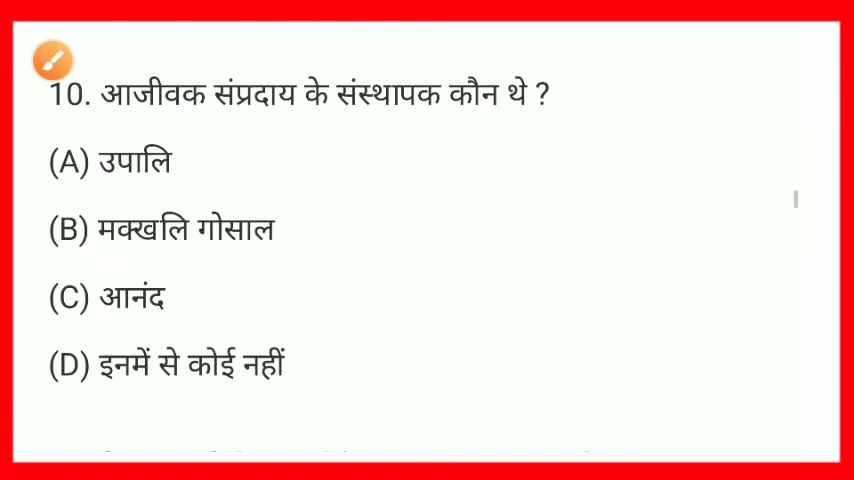 10. आजीवक संप्रदाय के संस्थापक कौन थे ?
(A) उपालि
(B) मक्खलि गोसाल
(C) आनंद
(D) इनमें से कोई नहीं